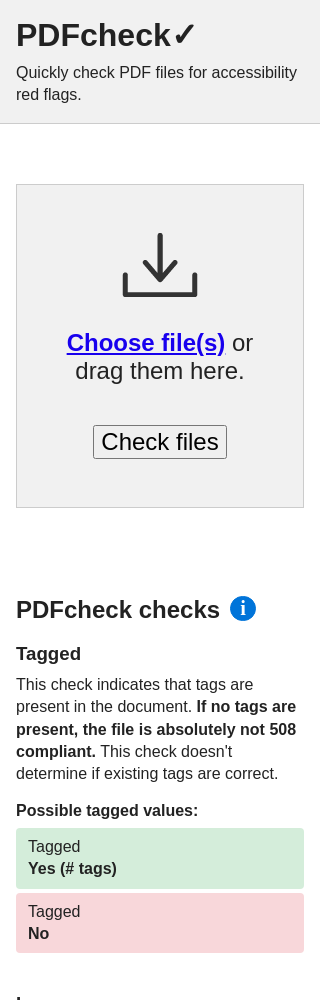 PDFcheck✓
Quickly check PDF files for accessibility
red flags.
Choose file(s) or
drag them here.
Check files
PDFcheck checks i
Tagged
This check indicates that tags are
present in the document. If no tags are
present, the file is absolutely not 508
compliant. This check doesn't
determine if existing tags are correct.
Possible tagged values:
Tagged
Yes (# tags)
Tagged
No